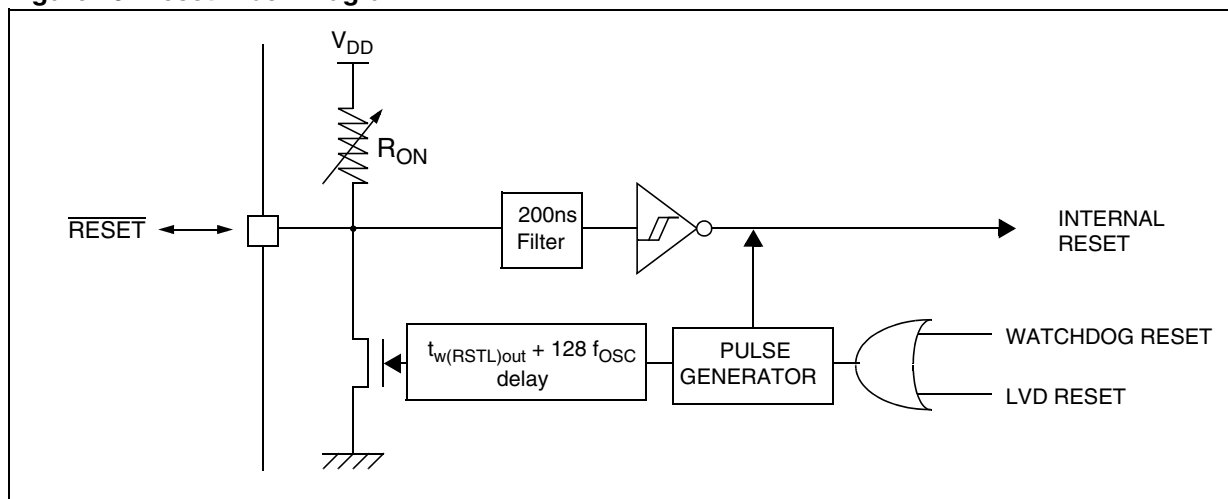 V_DD
R_ON
RESET
200ns
Filter
INTERNAL
RESET
t_w(RSTL)out + 128 f_OSC
delay
PULSE
GENERATOR
WATCHDOG RESET
LVD RESET